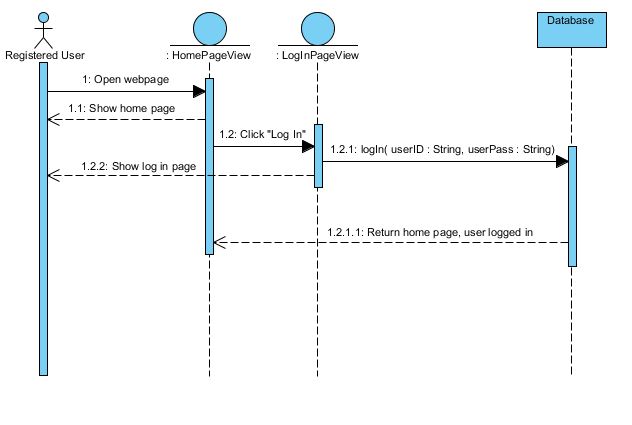 Registered User
: HomePageView
: LogInPageView
Database
1: Open webpage
1.1: Show home page
1.2: Click "Log In"
1.2.1: logIn( userID : String, userPass : String)
1.2.2: Show log in page
1.2.1.1: Return home page, user logged in